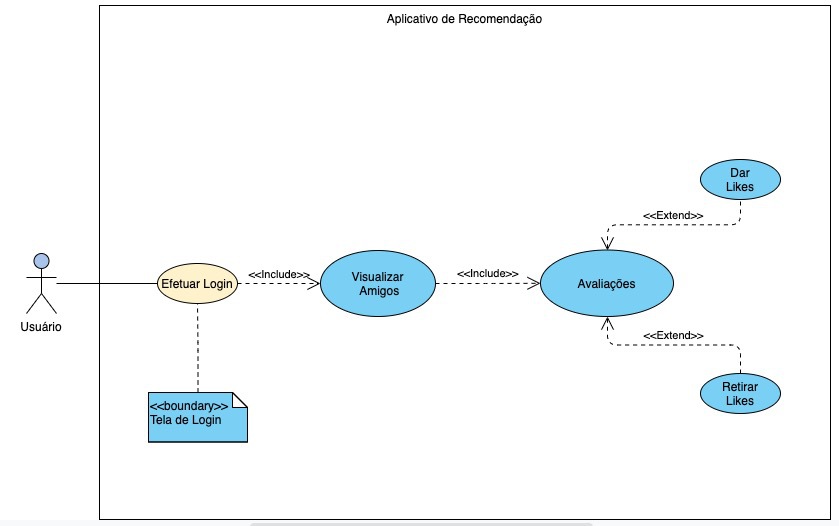 Aplicativo de Recomendação
Dar
Likes
<<Extend>>
Efetuar Login
<<Include>>
Visualizar
Amigos
<<Include>>
Avaliações
Usuário
<<Extend>>
Retirar
Likes
<<boundary>>
Tela de Login